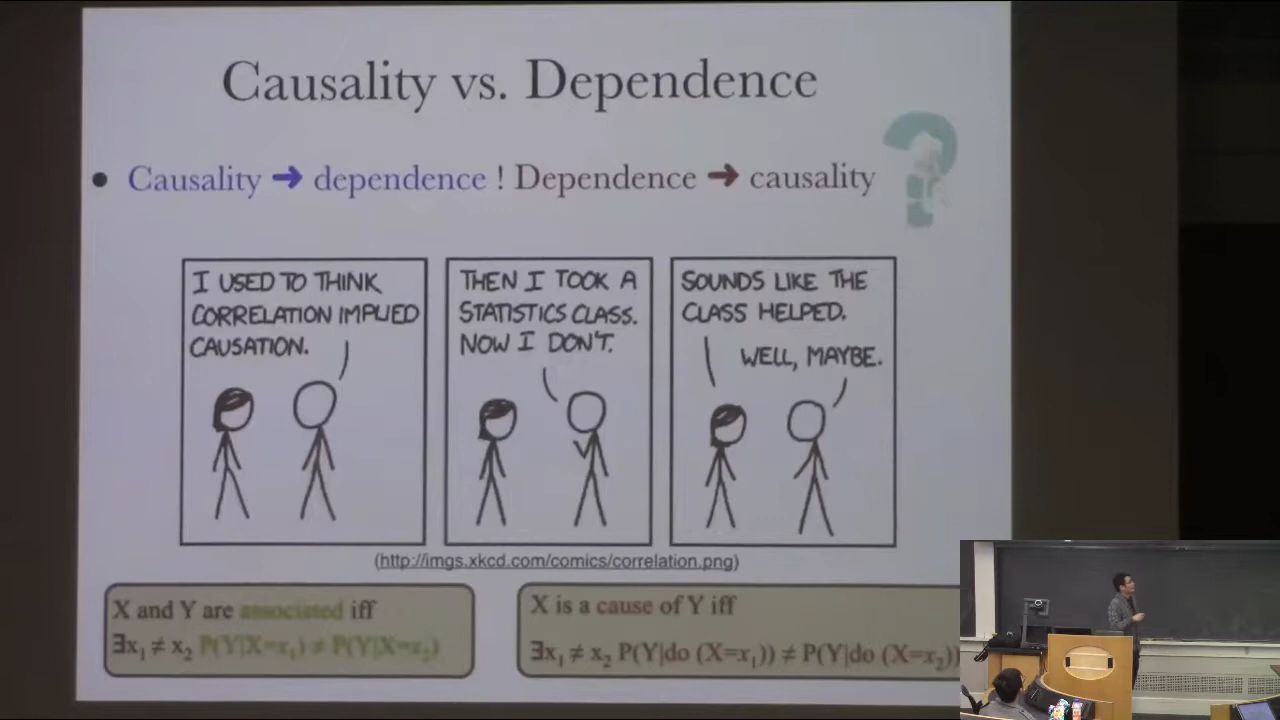 Causality vs. Dependence
• Causality → dependence ! Dependence → causality
?
I USED TO THINK
CORRELATION IMPLIED
CAUSATION.
THEN I TOOK A
STATISTICS CLASS.
NOW I DON'T.
SOUNDS LIKE THE
CLASS HELPED.
WELL, MAYBE.
(http://imgs.xkcd.com/comics/correlation.png)
X and Y are associated iff
∃x₁ ≠ x₂ P(Y|X=x₁) ≠ P(Y|X=x₂)
X is a cause of Y iff
∃x₁ ≠ x₂ P(Y|do (X=x₁)) ≠ P(Y|do (X=x₂))